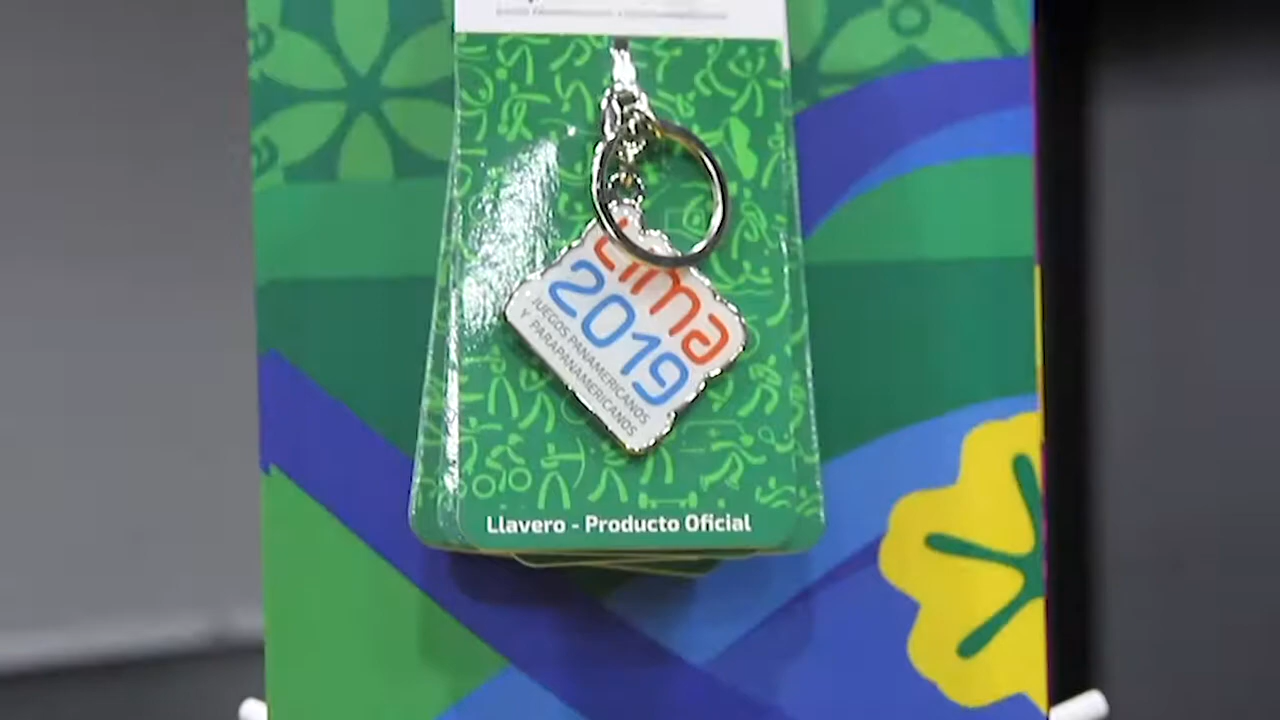 Lima
2019
JUEGOS PANAMERICANOS
Y PARAPANAMERICANOS
Llavero - Producto Oficial